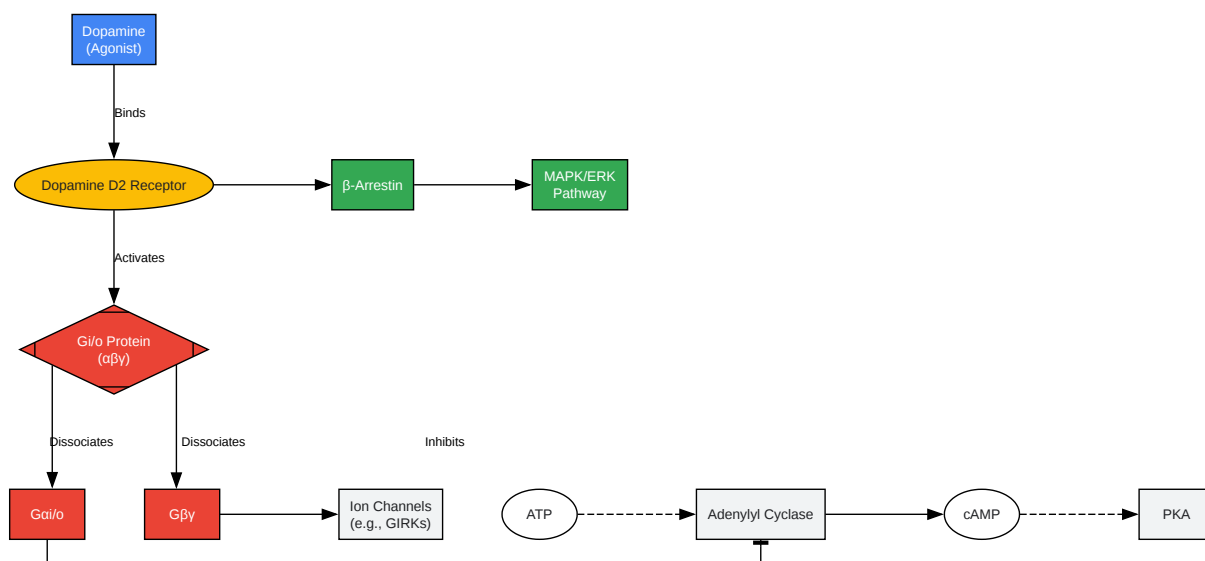 Dopamine
(Agonist)
Binds
Dopamine D2 Receptor
β-Arrestin
MAPK/ERK
Pathway
Activates
Gi/o Protein
(αβγ)
Dissociates
Dissociates
Inhibits
Gαi/o
Gβγ
Ion Channels
(e.g., GIRKs)
ATP
Adenylyl Cyclase
cAMP
PKA